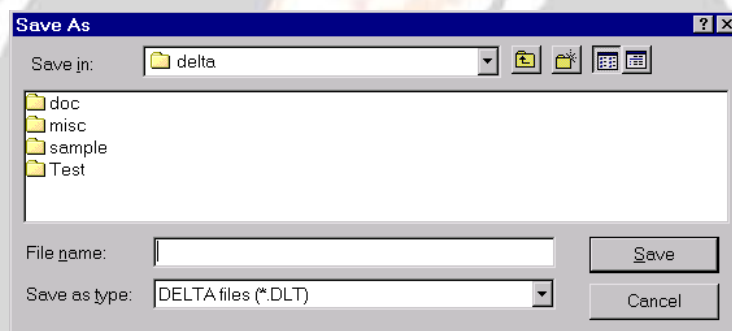 Save As
Save in: delta
doc
misc
sample
Test
File name: Save
Save as type: DELTA files (*.DLT) Cancel